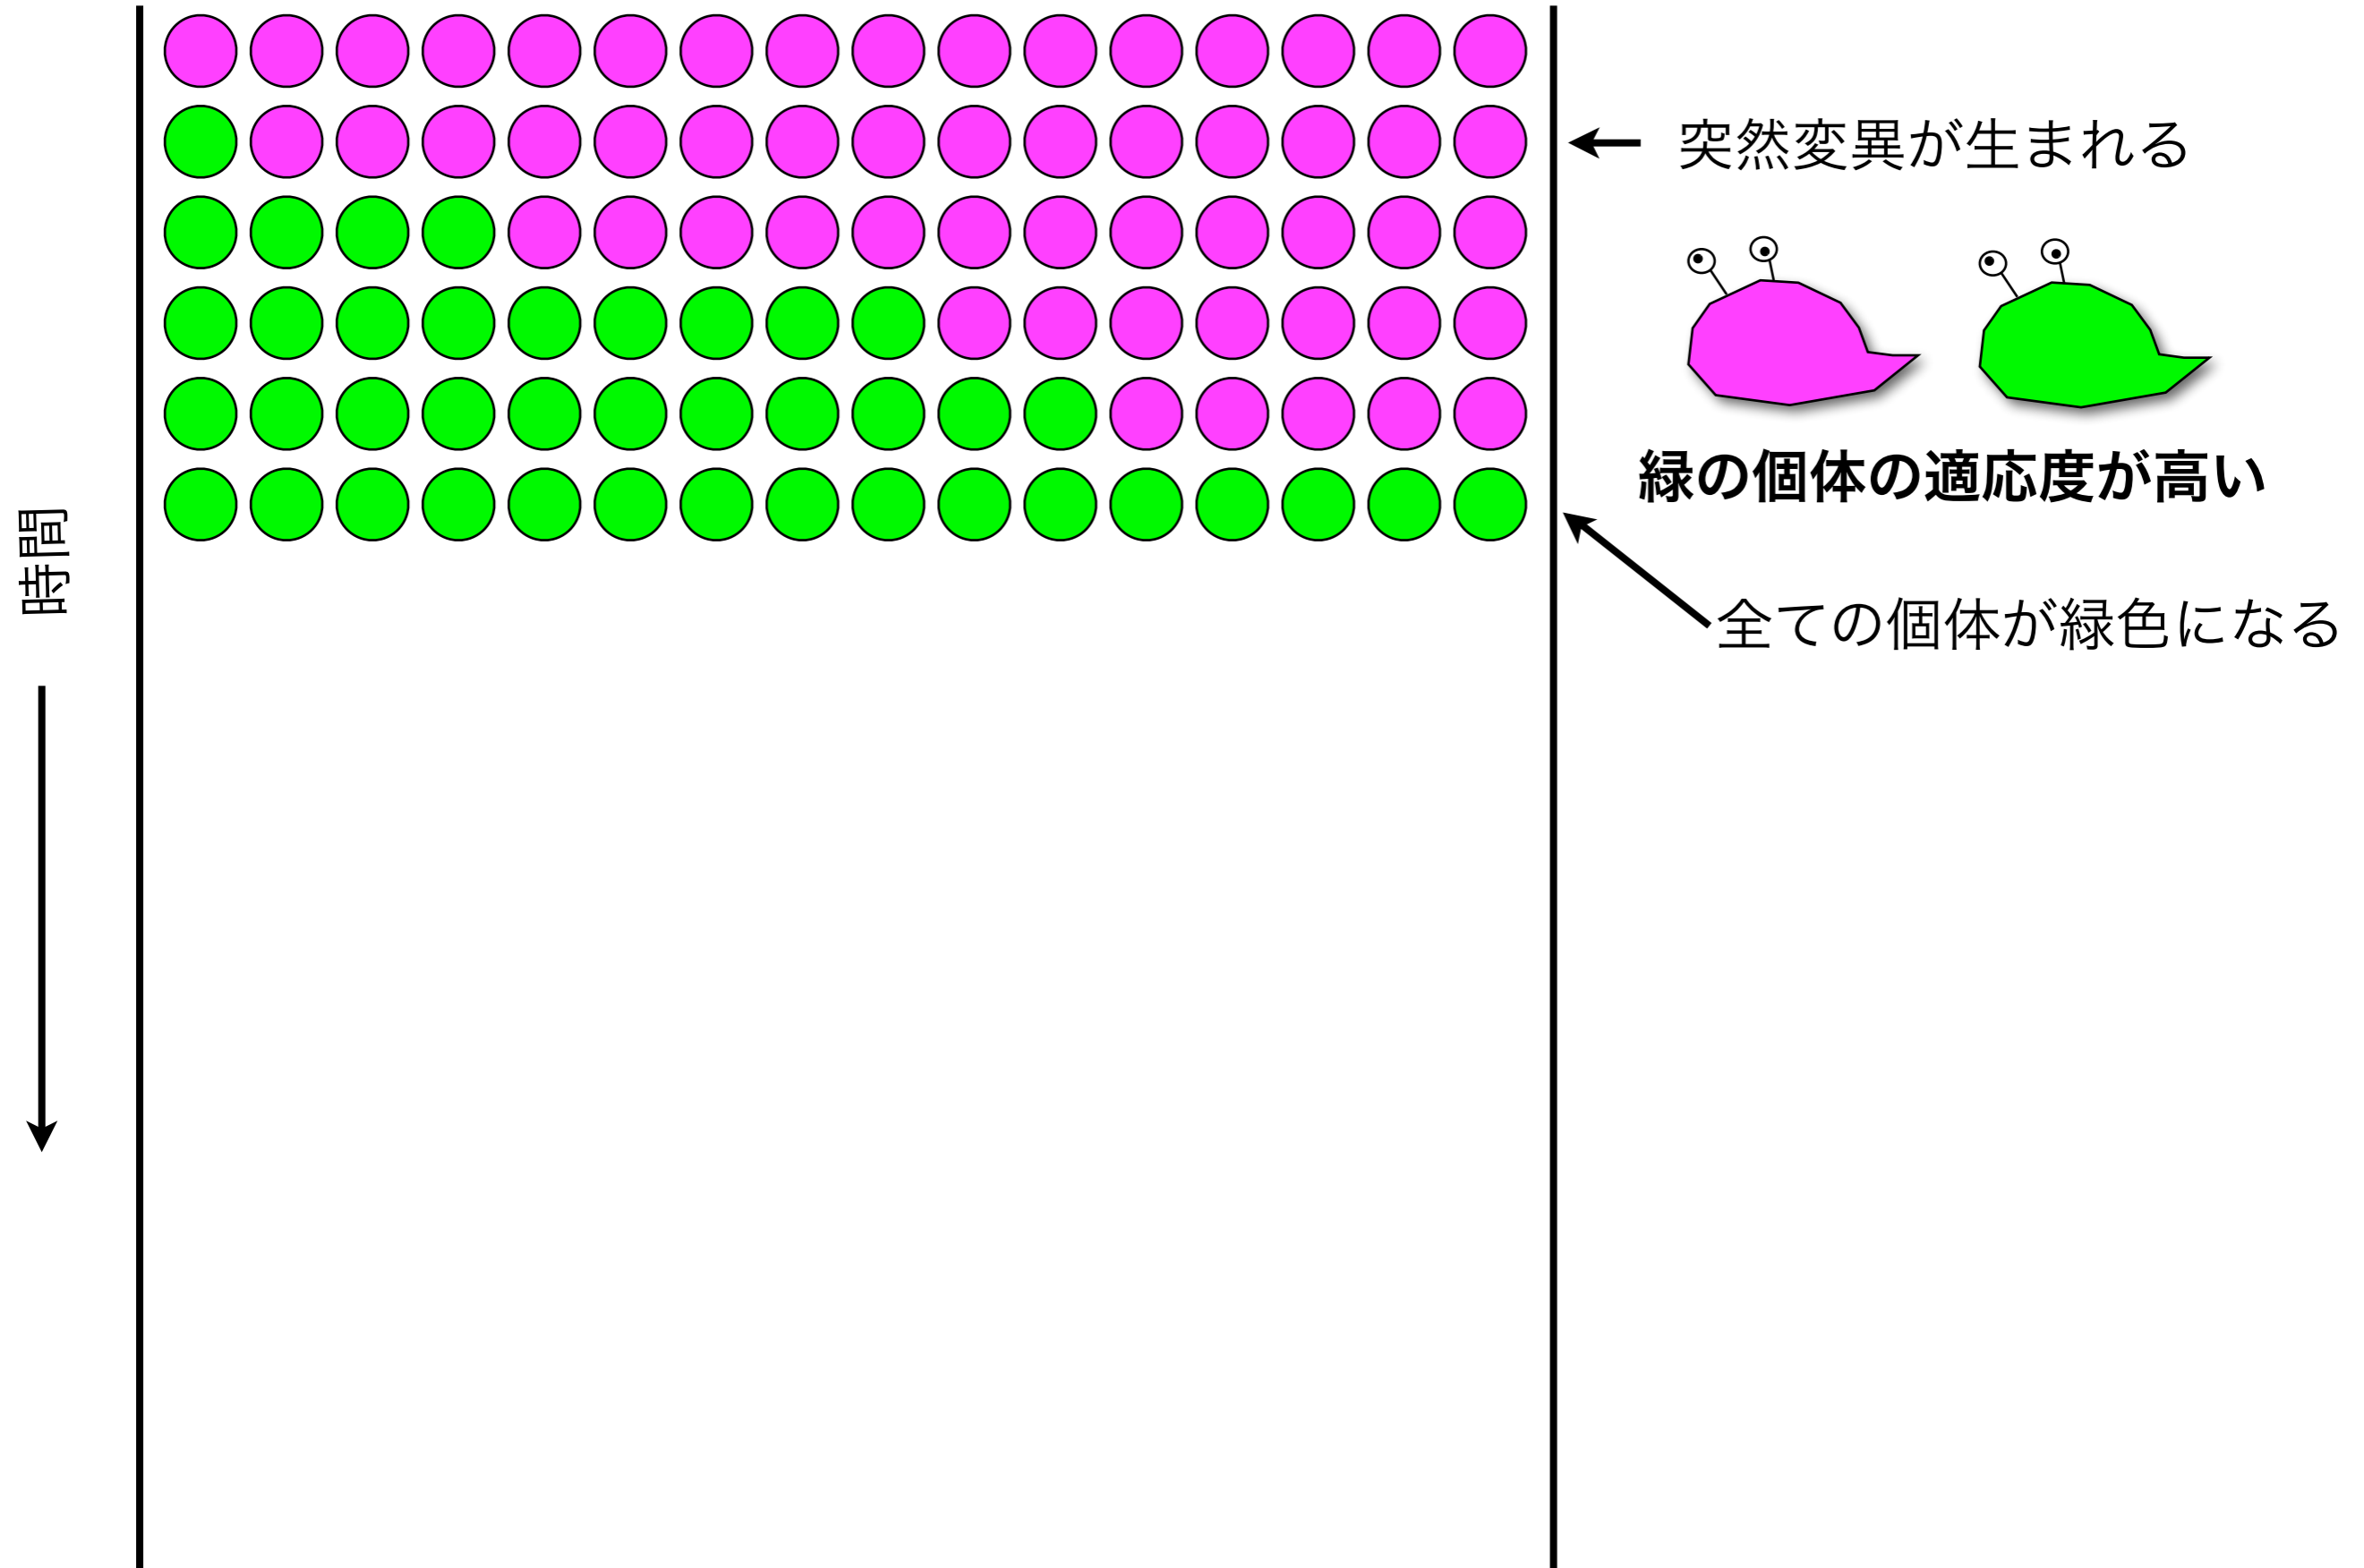 時間
突然変異が生まれる
緑の個体の適応度が高い
全ての個体が緑色になる